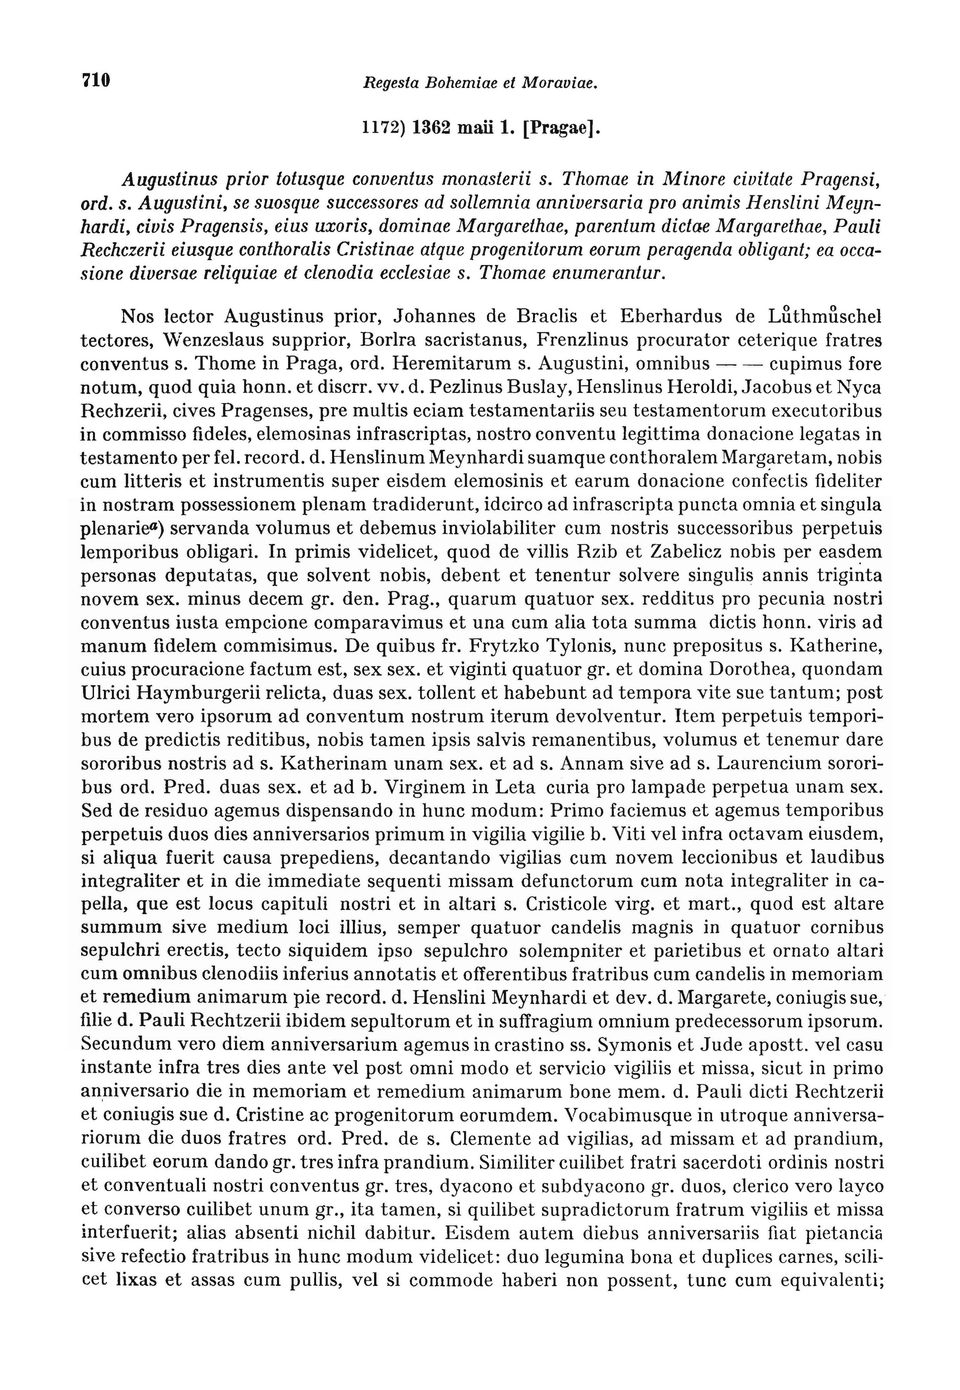 710
Regesta Bohemiae et Moraviae.
1172) 1362 maii 1. [Pragae].
Augustinus prior totusque conventus monasterii s. Thomae in Minore civitate Pragensi,
ord. s. Augustini, se suosque successores ad sollemnia anniversaria pro animis Henslini Meyn-
hardi, civis Pragensis, eius uxoris, dominae Margarethae, parentum dictae Margarethae, Pauli
Rechczerii eiusque conthoralis Cristinae atque progenitorum eorum peragenda obligant; ea occa-
sione diversae reliquiae et clenodia ecclesiae s. Thomae enumerantur.
Nos lector Augustinus prior, Johannes de Braclis et Eberhardus de Lůthmůschel
tectores, Wenzeslaus supprior, Borlra sacristanus, Frenzlinus procurator ceterique fratres
conventus s. Thome in Praga, ord. Heremitarum s. Augustini, omnibus — — cupimus fore
notum, quod quia honn. et discrr. vv. d. Pezlinus Buslay, Henslinus Heroldi, Jacobus et Nyca
Rechzerii, cives Pragenses, pre multis eciam testamentariis seu testamentorum executoribus
in commisso fideles, elemosinas infrascriptas, nostro conventu legittima donacione legatas in
testamento per fel. record. d. Henslinum Meynhardi suamque conthoralem Margaretam, nobis
cum litteris et instrumentis super eisdem elemosinis et earum donacione confectis fideliter
in nostram possessionem plenam tradiderunt, idcirco ad infrascripta puncta omnia et singula
plenarieª) servanda volumus et debemus inviolabiliter cum nostris successoribus perpetuis
lemporibus obligari. In primis videlicet, quod de villis Rzib et Zabelicz nobis per easdem
personas deputatas, que solvent nobis, debent et tenentur solvere singulis annis triginta
novem sex. minus decem gr. den. Prag., quarum quatuor sex. redditus pro pecunia nostri
conventus iusta empcione comparavimus et una cum alia tota summa dictis honn. viris ad
manum fidelem commisimus. De quibus fr. Frytzko Tylonis, nunc prepositus s. Katherine,
cuius procuracione factum est, sex sex. et viginti quatuor gr. et domina Dorothea, quondam
Ulrici Haymburgerii relicta, duas sex. tollent et habebunt ad tempora vite sue tantum; post
mortem vero ipsorum ad conventum nostrum iterum devolventur. Item perpetuis tempori-
bus de predictis reditibus, nobis tamen ipsis salvis remanentibus, volumus et tenemur dare
sororibus nostris ad s. Katherinam unam sex. et ad s. Annam sive ad s. Laurencium sorori-
bus ord. Pred. duas sex. et ad b. Virginem in Leta curia pro lampade perpetua unam sex.
Sed de residuo agemus dispensando in hunc modum: Primo faciemus et agemus temporibus
perpetuis duos dies anniversarios primum in vigilia vigilie b. Viti vel infra octavam eiusdem,
si aliqua fuerit causa prepediens, decantando vigilias cum novem leccionibus et laudibus
integraliter et in die immediate sequenti missam defunctorum cum nota integraliter in ca-
pella, que est locus capituli nostri et in altari s. Cristicole virg. et mart., quod est altare
summum sive medium loci illius, semper quatuor candelis magnis in quatuor cornibus
sepulchri erectis, tecto siquidem ipso sepulchro solempniter et parietibus et ornato altari
cum omnibus clenodiis inferius annotatis et offerentibus fratribus cum candelis in memoriam
et remedium animarum pie record. d. Henslini Meynhardi et dev. d. Margarete, coniugis sue,
filie d. Pauli Rechtzerii ibidem sepultorum et in suffragium omnium predecessorum ipsorum.
Secundum vero diem anniversarium agemus in crastino ss. Symonis et Jude apostt. vel casu
instante infra tres dies ante vel post omni modo et servicio vigiliis et missa, sicut in primo
anniversario die in memoriam et remedium animarum bone mem. d. Pauli dicti Rechtzerii
et coniugis sue d. Cristine ac progenitorum eorumdem. Vocabimusque in utroque anniversa-
riorum die duos fratres ord. Pred. de s. Clemente ad vigilias, ad missam et ad prandium,
cuilibet eorum dando gr. tres infra prandium. Similiter cuilibet fratri sacerdoti ordinis nostri
et conventuali nostri conventus gr. tres, dyacono et subdyacono gr. duos, clerico vero layco
et converso cuilibet unum gr., ita tamen, si quilibet supradictorum fratrum vigiliis et missa
interfuerit; alias absenti nichil dabitur. Eisdem autem diebus anniversariis fiat pietancia
sive refectio fratribus in hunc modum videlicet: duo legumina bona et duplices carnes, scili-
cet lixas et assas cum pullis, vel si commode haberi non possent, tunc cum equivalenti;